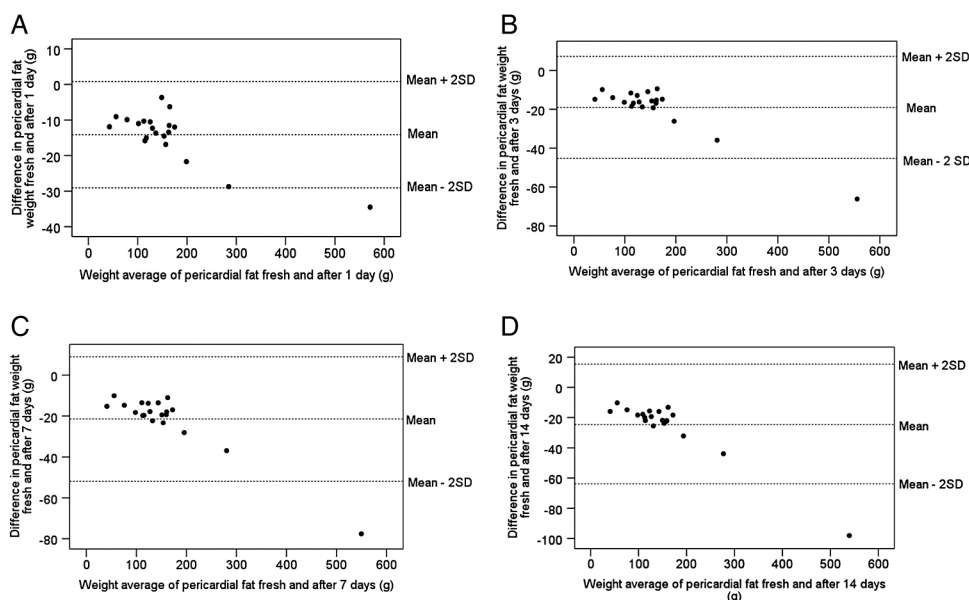 A
Difference in pericardial fat
weight fresh and after 1 day (g)
10
0
-10
-20
-30
-40
Mean + 2SD
Mean
Mean - 2SD
0 100 200 300 400 500 600
Weight average of pericardial fat fresh and after 1 day (g)
B
Difference in pericardial fat weight
fresh and after 3 days (g)
0
-20
-40
-60
-80
Mean + 2SD
Mean
Mean - 2 SD
0 100 200 300 400 500 600
Weight average of pericardial fat fresh and after 3 days (g)
C
Difference in pericardial fat weight
fresh and after 7 days (g)
0
-20
-40
-60
-80
Mean + 2SD
Mean
Mean - 2SD
0 100 200 300 400 500 600
Weight average of pericardial fat fresh and after 7 days (g)
D
Difference in pericardial fat weight
fresh and after 14 days (g)
20
0
-20
-40
-60
-80
-100
Mean + 2SD
Mean
Mean - 2SD
0 100 200 300 400 500 600
Weight average of pericardial fat fresh and after 14 days
(g)